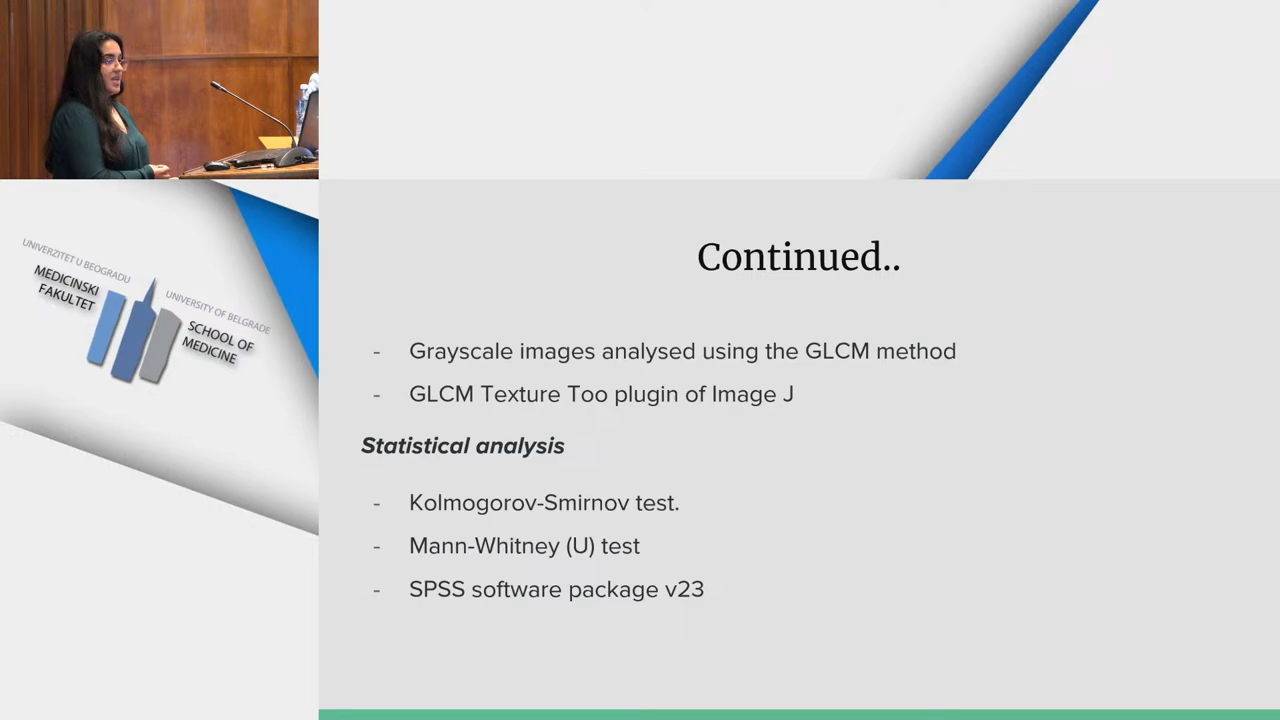 UNIVERZITET U BEOGRADU
MEDICINSKI
FAKULTET
UNIVERSITY OF BELGRADE
SCHOOL OF
MEDICINE
Continued..
- Grayscale images analysed using the GLCM method
- GLCM Texture Too plugin of Image J
Statistical analysis
- Kolmogorov-Smirnov test.
- Mann-Whitney (U) test
- SPSS software package v23